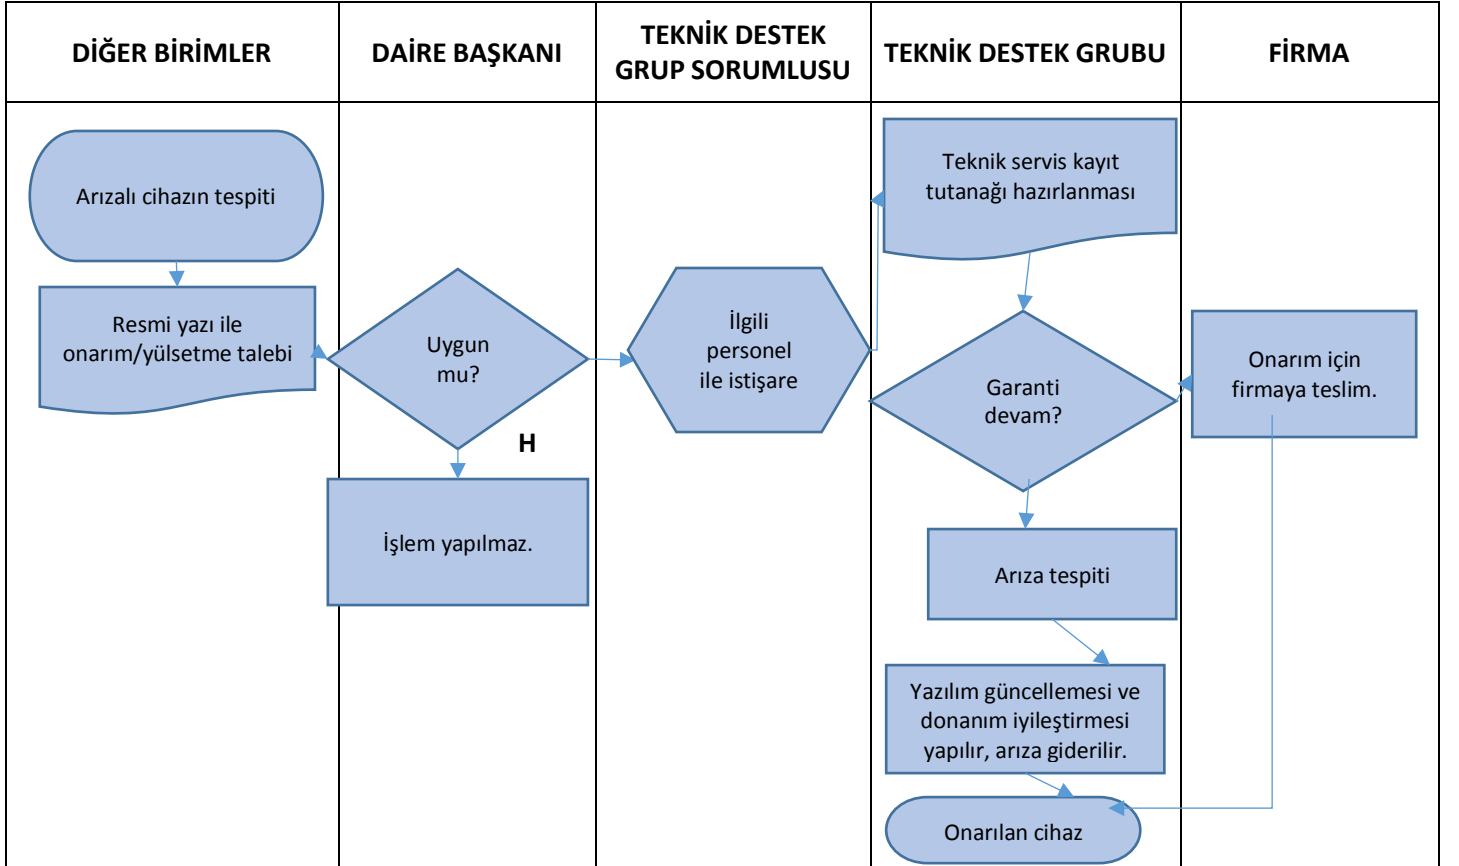 DİĞER BİRİMLER
DAİRE BAŞKANI
TEKNİK DESTEK
GRUP SORUMLUSU
TEKNİK DESTEK GRUBU
FİRMA
Arızalı cihazın tespiti
Resmi yazı ile
onarım/yülsetme talebi
Uygun
mu?
H
İşlem yapılmaz.
İlgili
personel
ile istişare
Teknik servis kayıt
tutanağı hazırlanması
Garanti
devam?
Onarım için
firmaya teslim.
Arıza tespiti
Yazılım güncellemesi ve
donanım iyileştirmesi
yapılır, arıza giderilir.
Onarılan cihaz